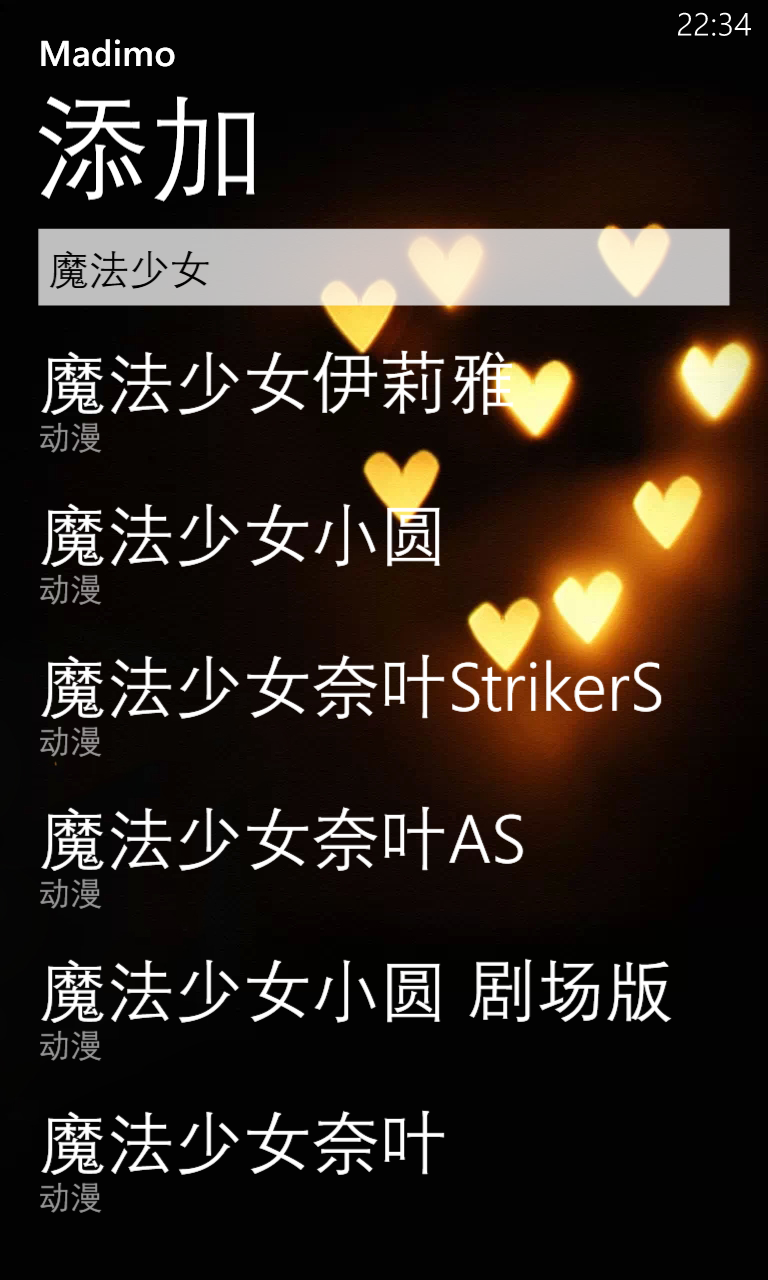 22:34
Madimo
添加
魔法少女
魔法少女伊莉雅
动漫
魔法少女小圆
动漫
魔法少女奈叶StrikerS
动漫
魔法少女奈叶AS
动漫
魔法少女小圆 剧场版
动漫
魔法少女奈叶
动漫